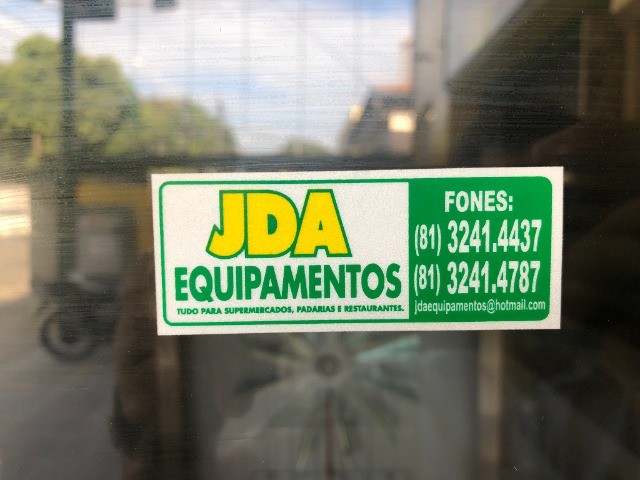 JDA
EQUIPAMENTOS
TUDO PARA SUPERMERCADOS, PADARIAS E RESTAURANTES.
FONES:
(81) 3241.4437
(81) 3241.4787
jdaequipamentos@hotmail.com